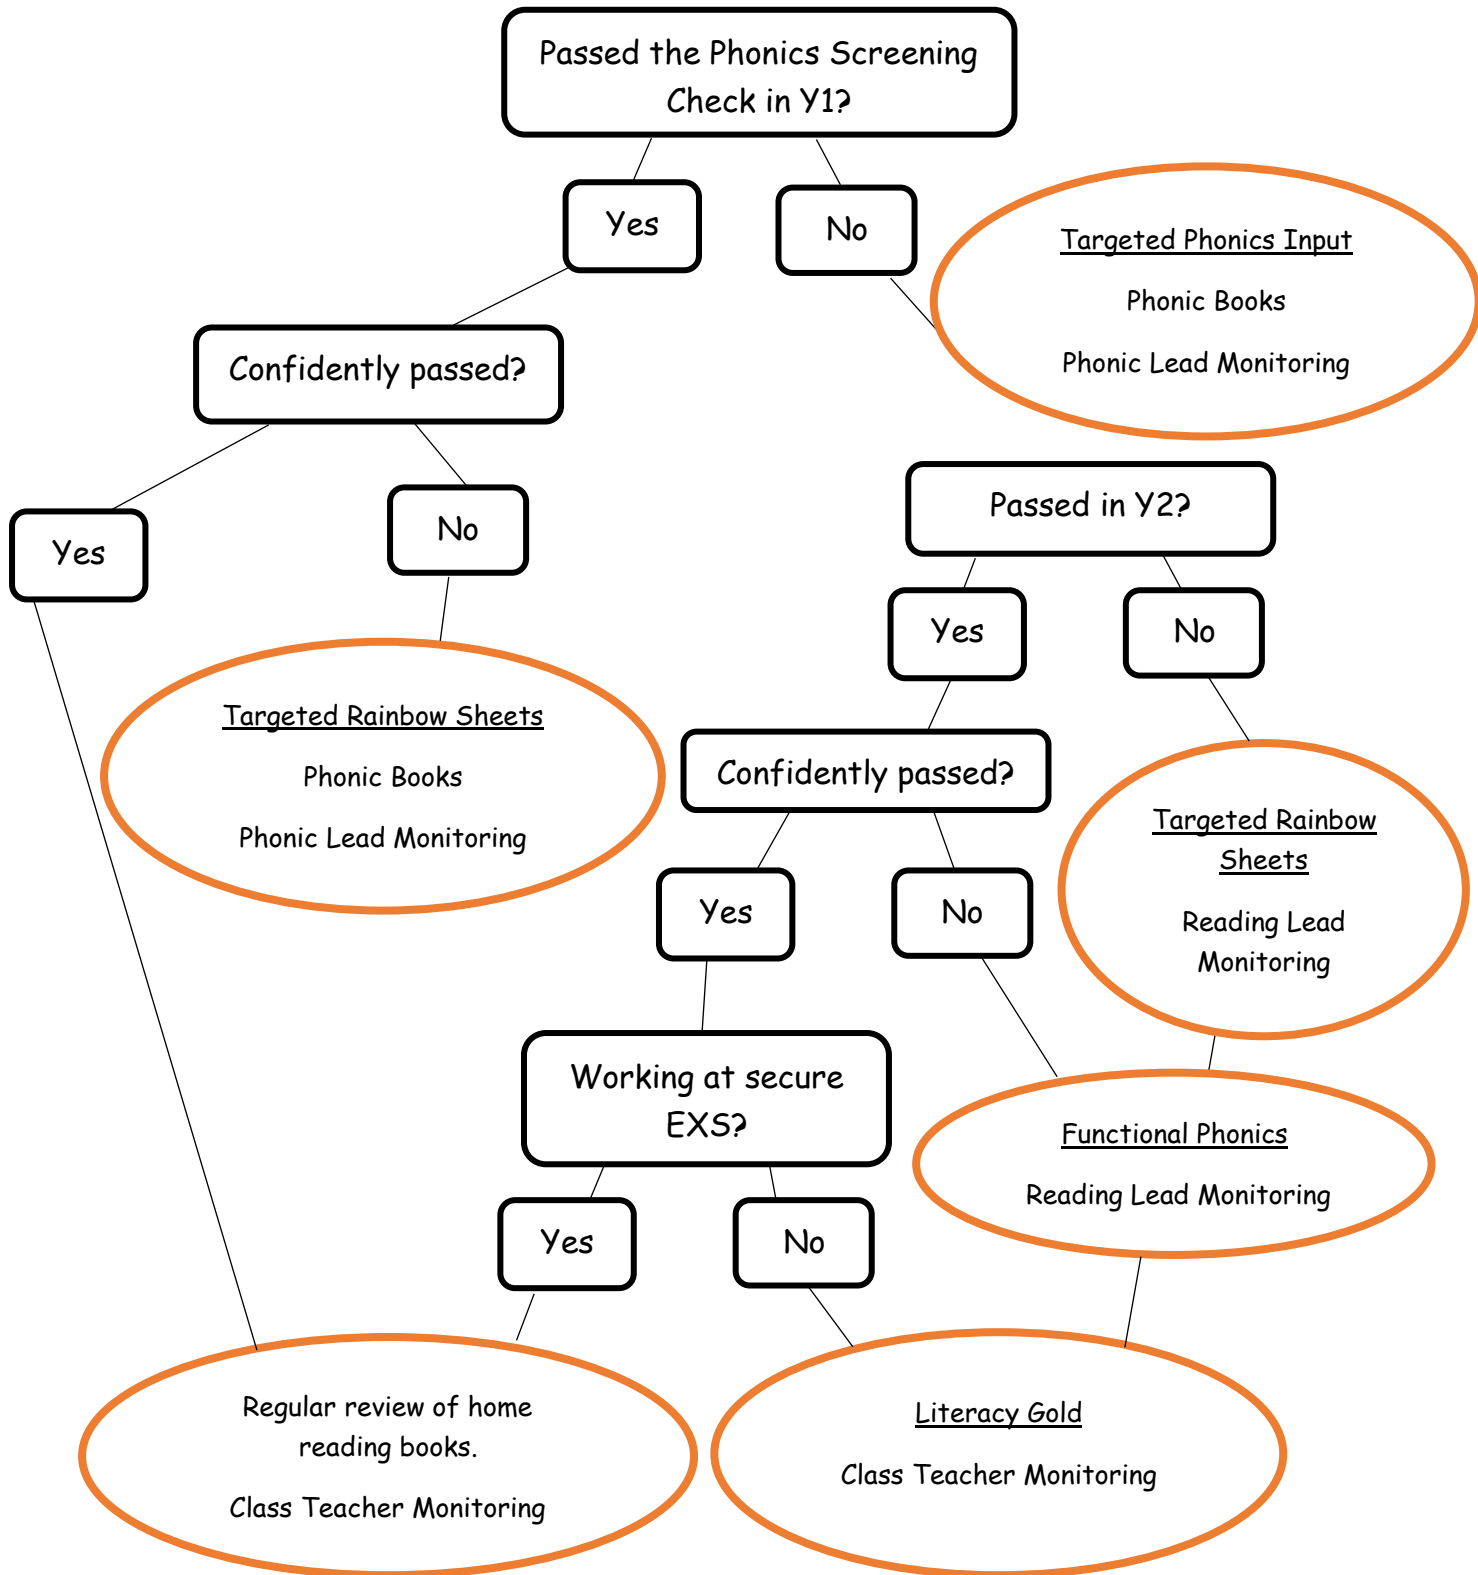 Passed the Phonics Screening
Check in Y1?
Yes
No
Targeted Phonics Input
Phonic Books
Phonic Lead Monitoring
Confidently passed?
Yes
No
Targeted Rainbow Sheets
Phonic Books
Phonic Lead Monitoring
Passed in Y2?
Yes
No
Confidently passed?
Targeted Rainbow
Sheets
Reading Lead
Monitoring
Yes
No
Working at secure
EXS?
Functional Phonics
Reading Lead Monitoring
Yes
No
Regular review of home
reading books.
Class Teacher Monitoring
Literacy Gold
Class Teacher Monitoring